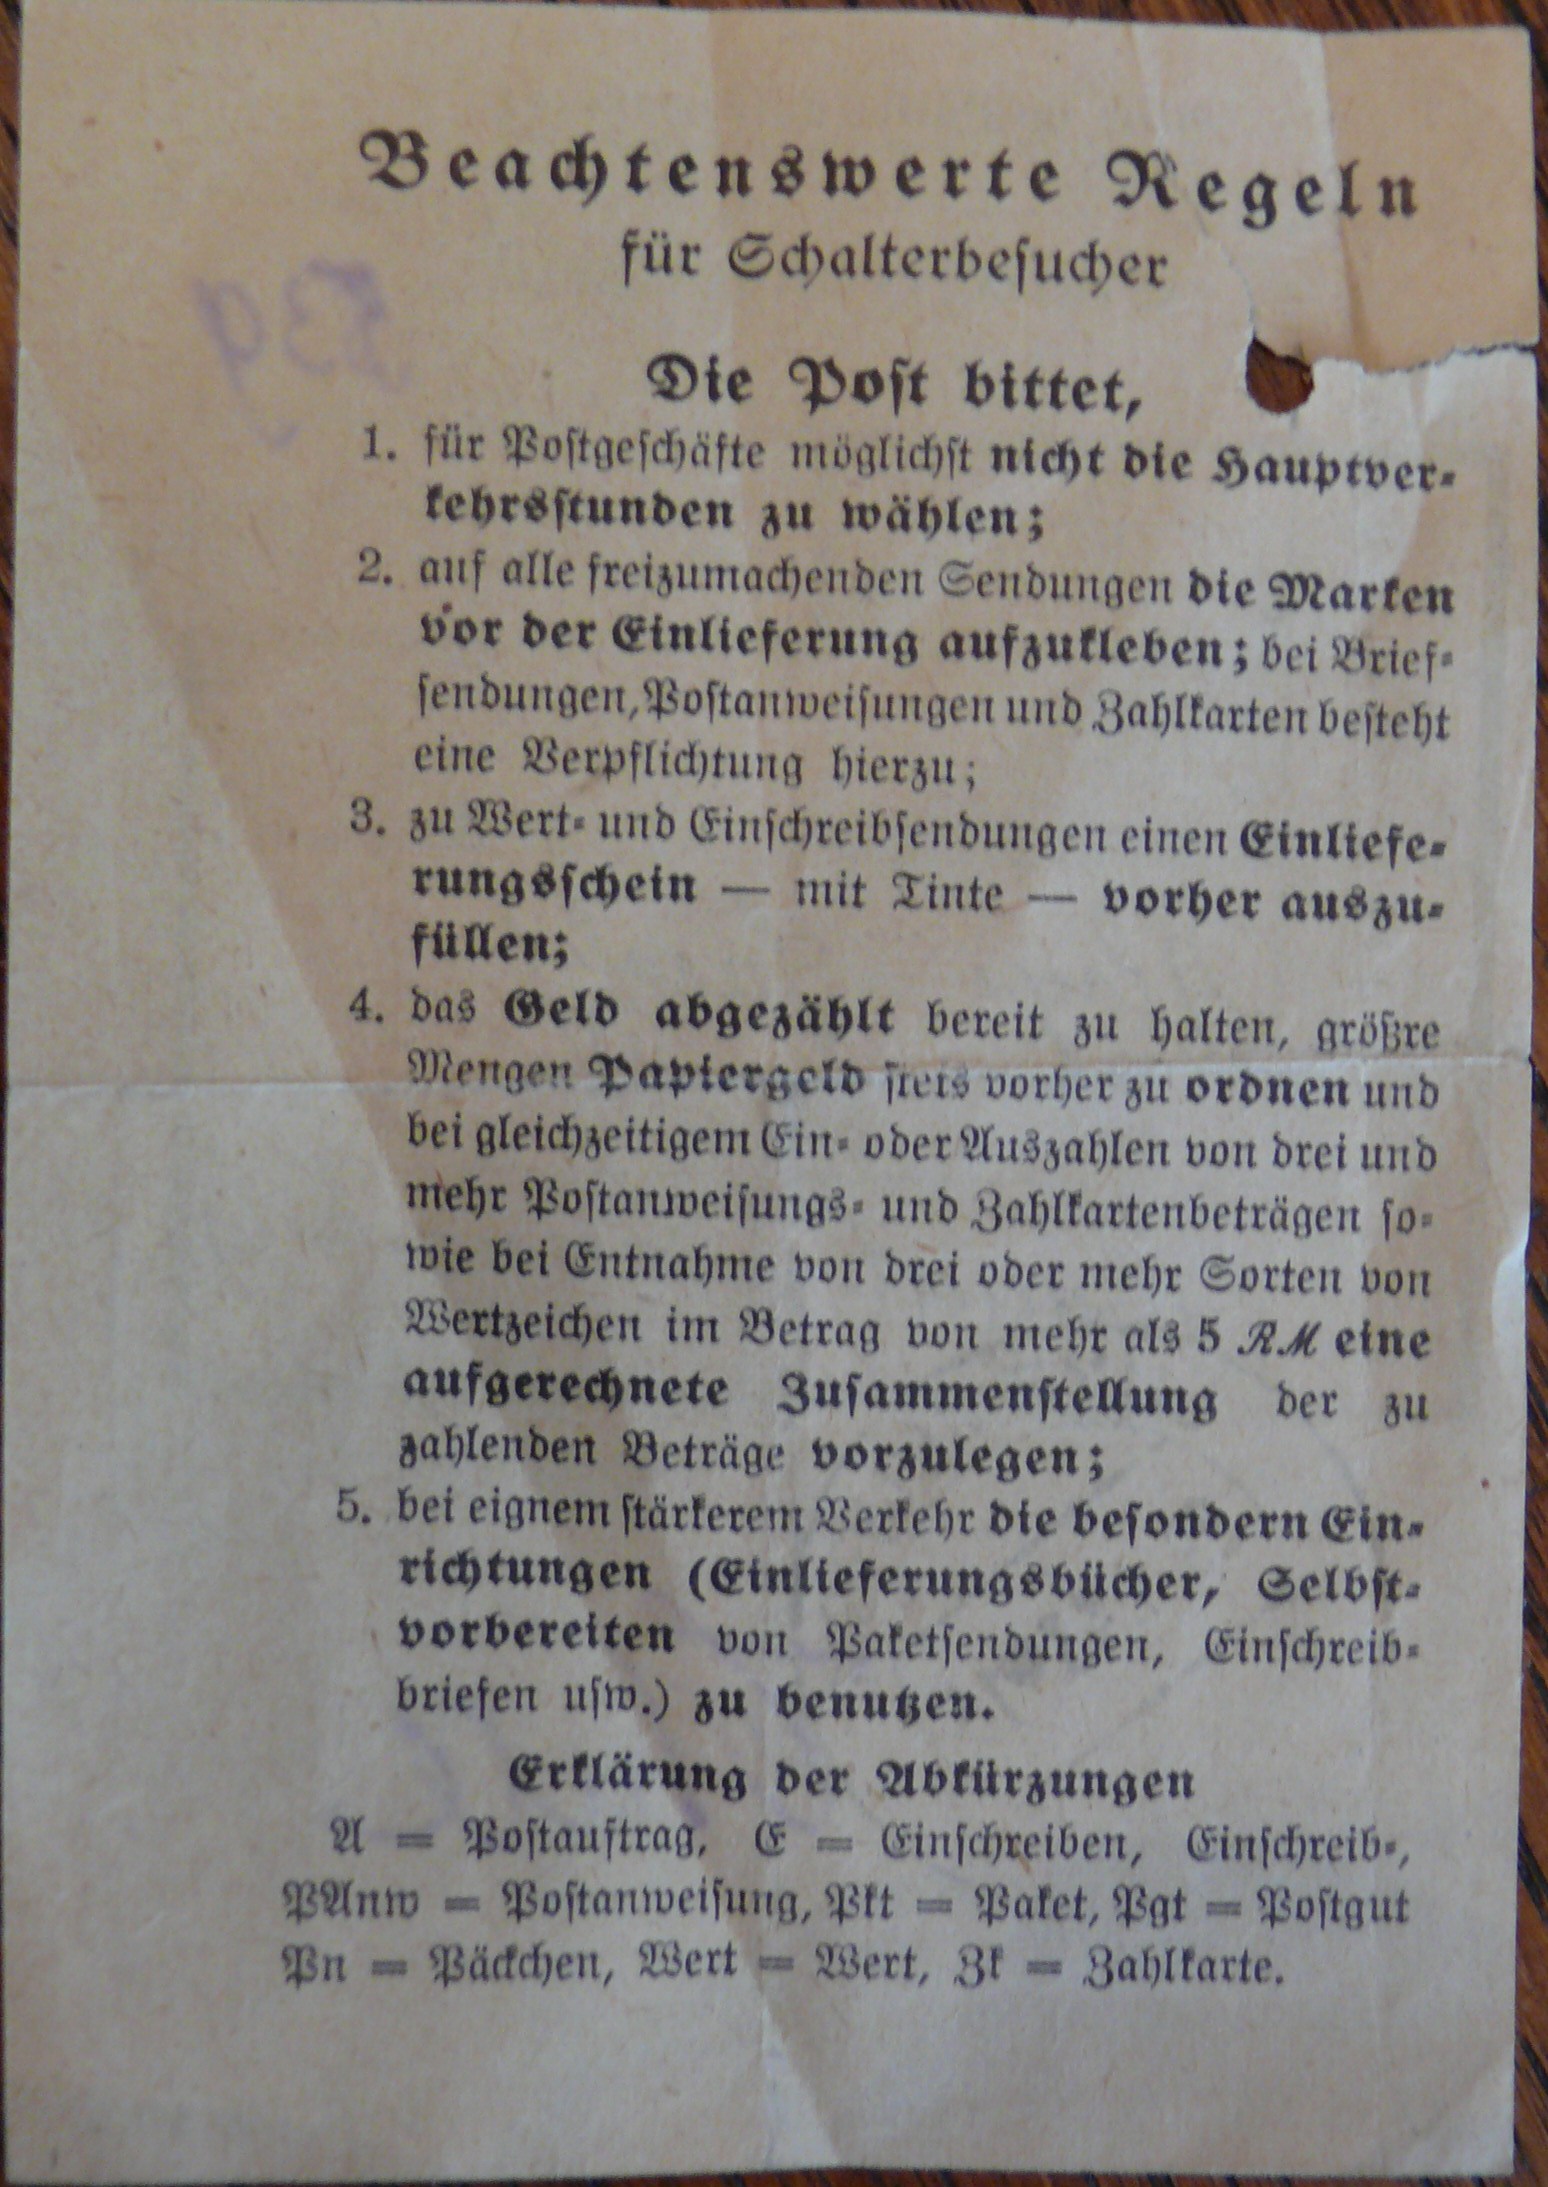 Beachtenswerte Regeln
für Schalterbesucher
Die Post bittet,
1. für Postgeschäfte möglichst nicht die Hauptver-
kehrsstunden zu wählen;
2. auf alle freizumachenden Sendungen die Marken
vor der Einlieferung aufzukleben; bei Brief-
sendungen, Postanweisungen und Zahlkarten besteht
eine Verpflichtung hierzu;
3. zu Wert- und Einschreibsendungen einen Einliefe-
rungsschein — mit Tinte — vorher auszu-
füllen;
4. das Geld abgezählt bereit zu halten, größre
Mengen Papiergeld stets vorher zu ordnen und
bei gleichzeitigem Ein- oder Auszahlen von drei und
mehr Postanweisungs- und Zahlkartenbeträgen so-
wie bei Entnahme von drei oder mehr Sorten von
Wertzeichen im Betrag von mehr als 5 RM eine
aufgerechnete Zusammenstellung der zu
zahlenden Beträge vorzulegen;
5. bei eignem stärkerem Verkehr die besondern Ein-
richtungen (Einlieferungsbücher, Selbst-
vorbereiten von Paketsendungen, Einschreib-
briefen usw.) zu benutzen.
Erklärung der Abkürzungen
A = Postauftrag, E = Einschreiben, Einschreib-,
PAnw = Postanweisung, Pkt = Paket, Pgt = Postgut
Pn = Päckchen, Wert = Wert, Zk = Zahlkarte.